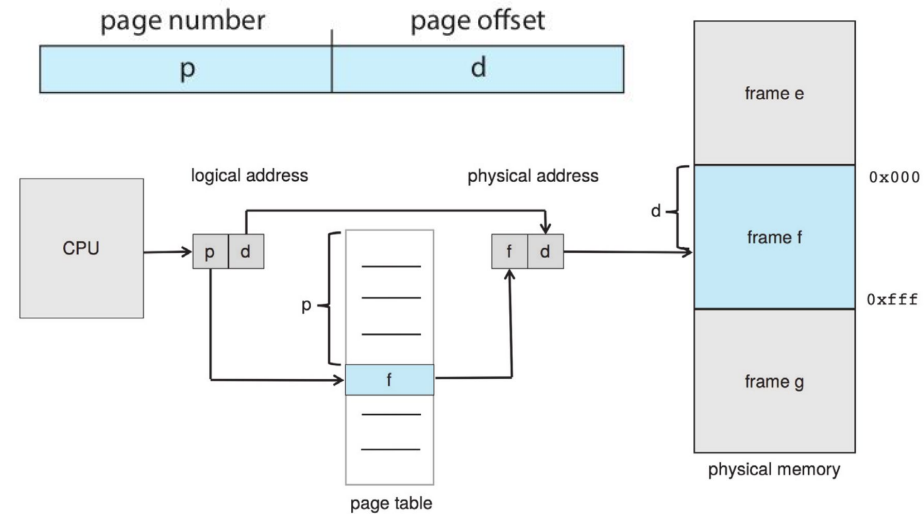 page number page offset
p d
frame e
logical address physical address
0x000
d
CPU
p d
f d
frame f
p
0xfff
f
frame g
physical memory
page table